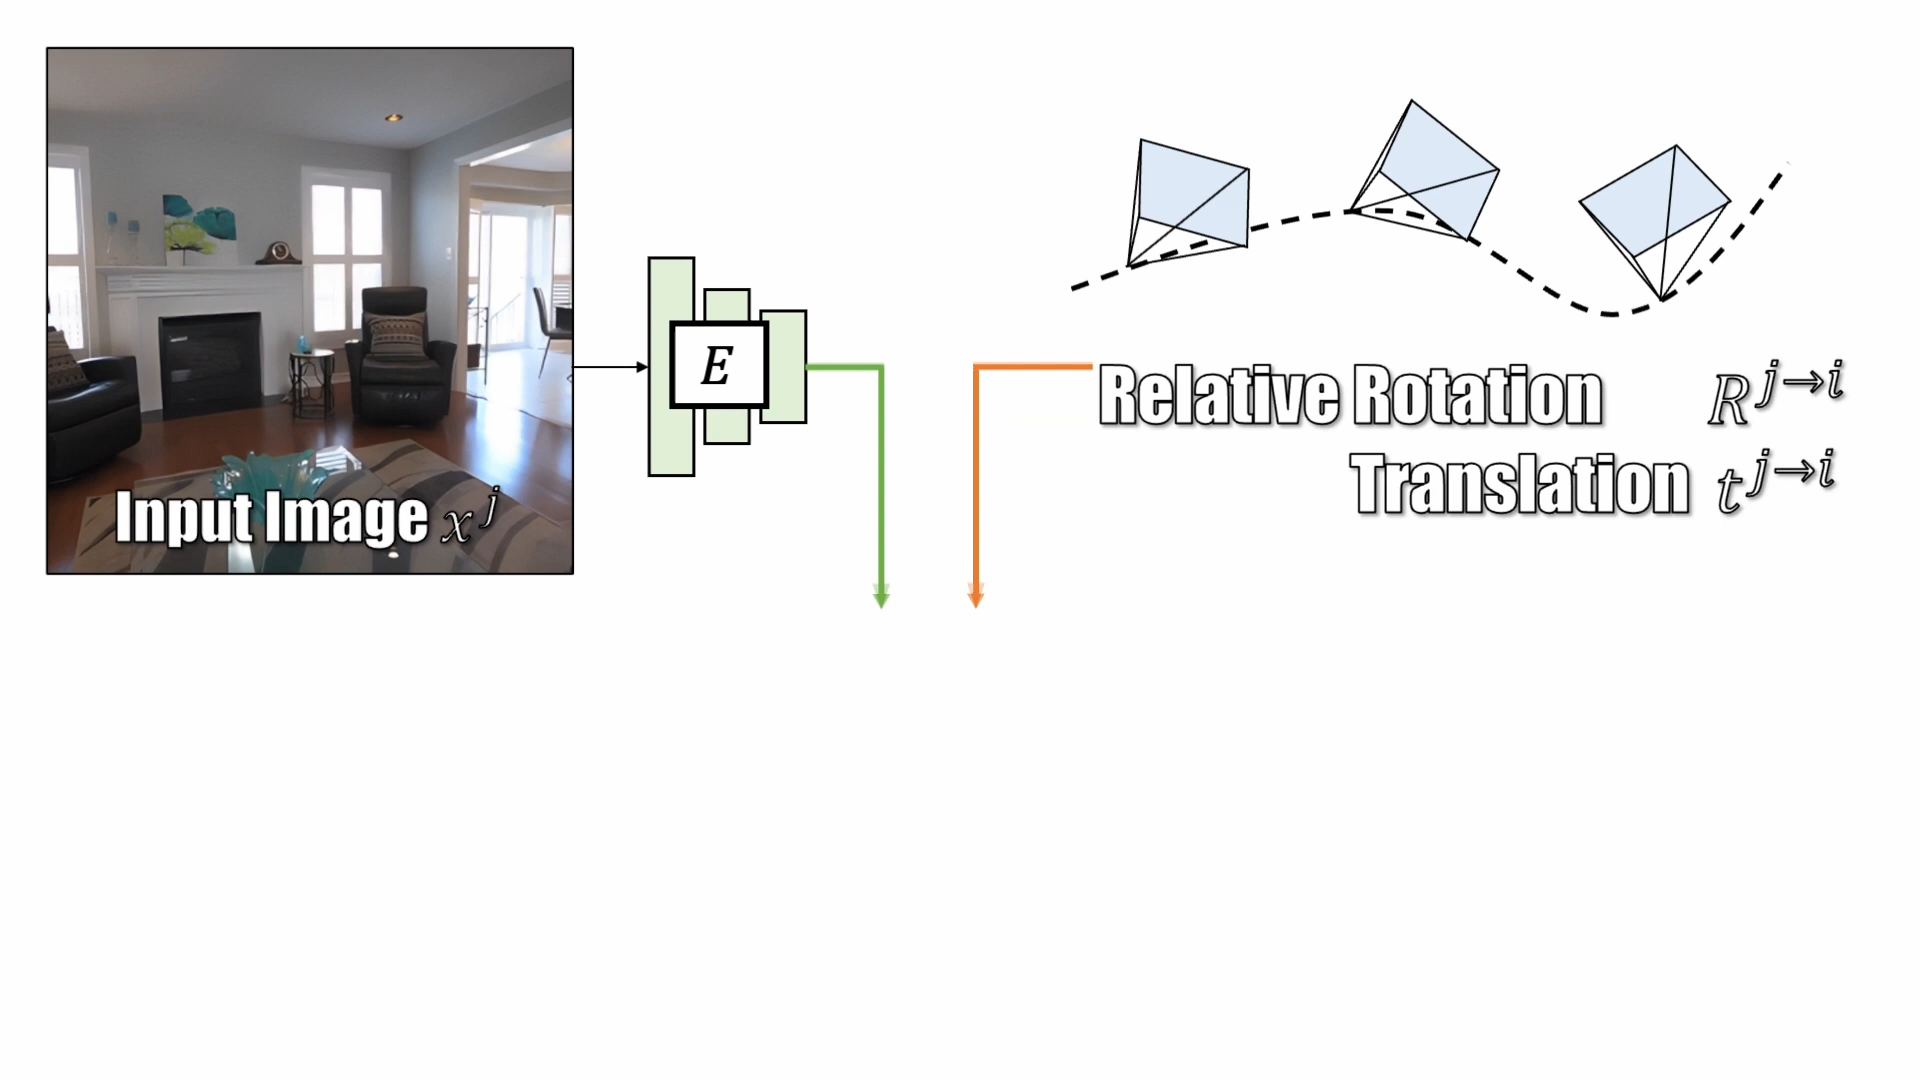 Input Image x^j
E
Relative Rotation R^{j→i}
Translation t^{j→i}